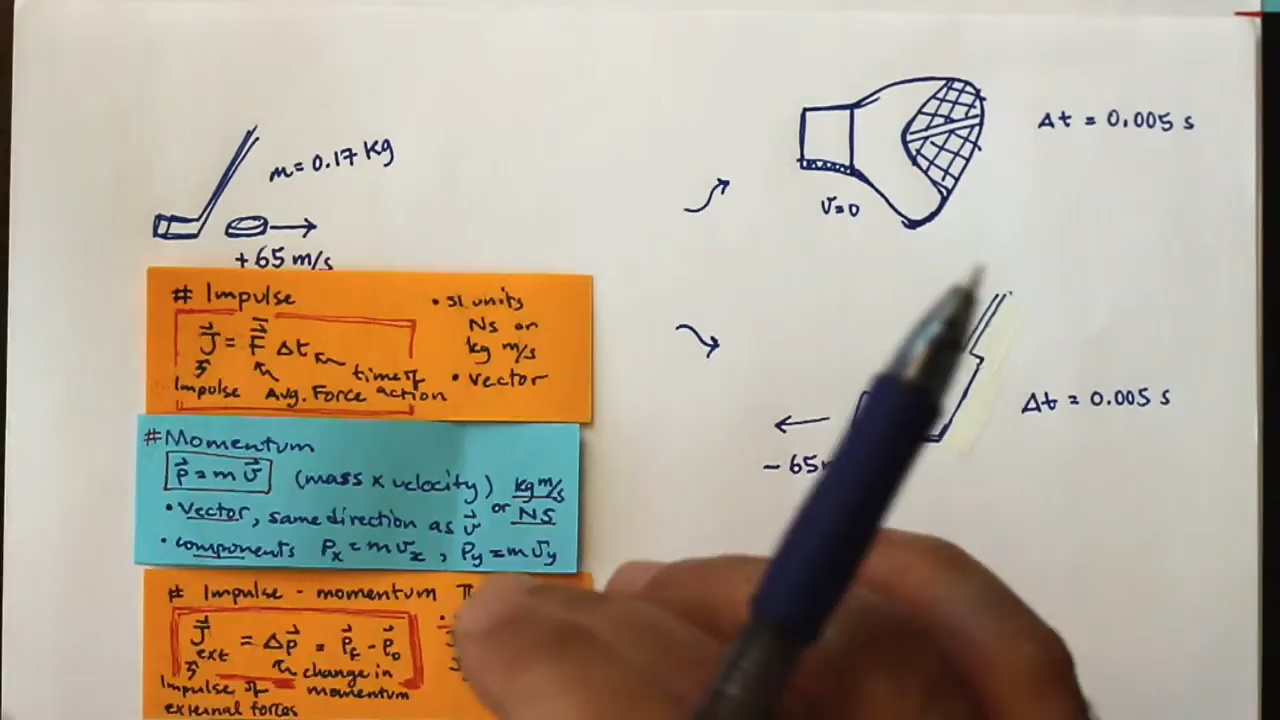 m = 0.17 kg
+65 m/s
Δt = 0.005 s
v=0
Δt = 0.005 s
- 65
# Impulse
J⃗ = F̅⃗ Δt
time of action
Impulse
Avg. Force
• SI units
Ns or
kg m/s
• vector
#Momentum
p⃗ = m v⃗ (mass x velocity) kg m/s
or NS
• Vector, same direction as v⃗
• components Px = m vx , Py = m vy
# Impulse - momentum
J⃗ext = Δp⃗ = p⃗f - p⃗o
change in
momentum
Impulse of
external forces